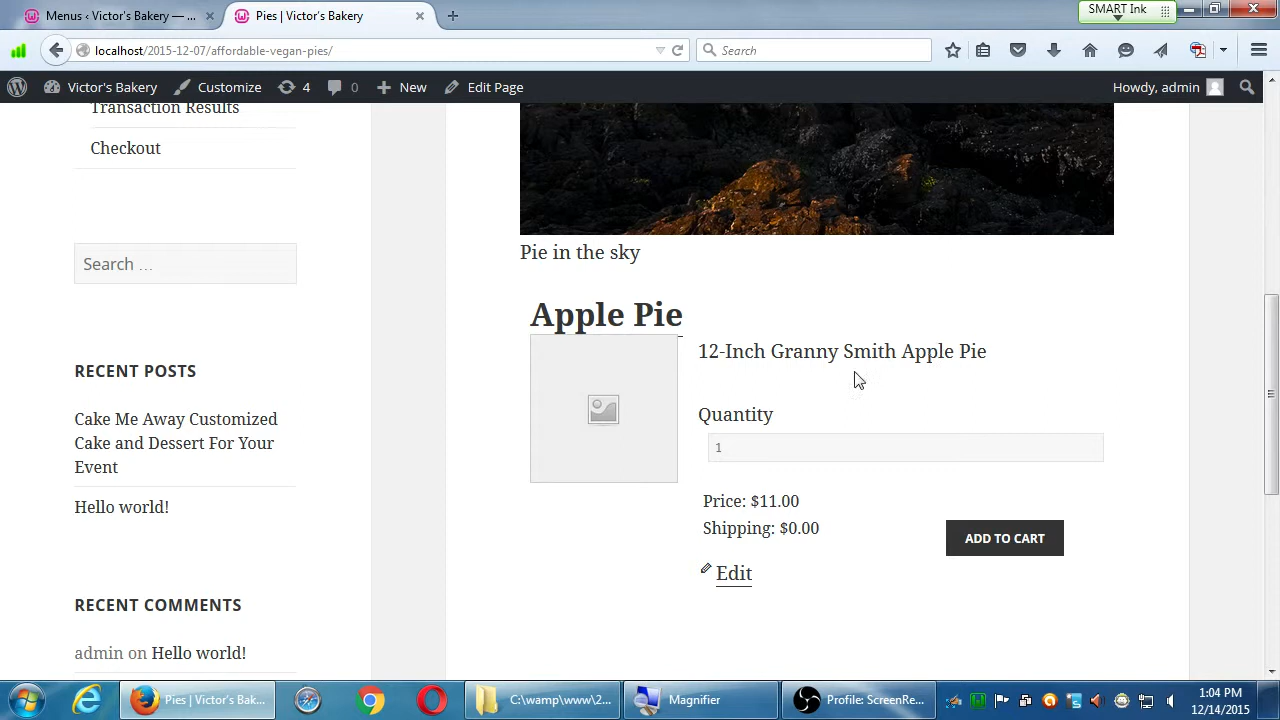 Menus ‹ Victor's Bakery — ...
Pies | Victor's Bakery
SMART Ink
localhost/2015-12-07/affordable-vegan-pies/
Search
Victor's Bakery
Customize
4
0
New
Edit Page
Howdy, admin
Transaction Results
Checkout
Search ...
RECENT POSTS
Cake Me Away Customized
Cake and Dessert For Your
Event
Hello world!
RECENT COMMENTS
admin on Hello world!
Pie in the sky
Apple Pie
12-Inch Granny Smith Apple Pie
Quantity
1
Price: $11.00
Shipping: $0.00
ADD TO CART
Edit
Pies | Victor's Bak...
C:\wamp\www\2...
Magnifier
Profile: ScreenRe...
1:04 PM
12/14/2015